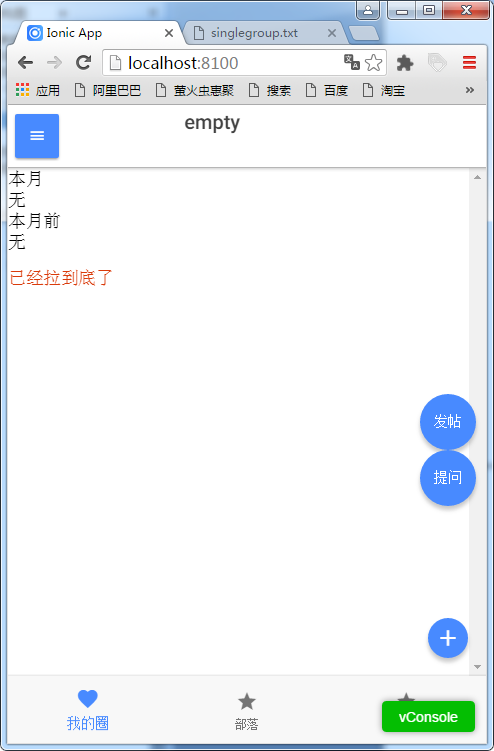 Ionic App
singlegroup.txt
localhost:8100
应用 阿里巴巴 萤火虫惠聚 搜索 百度 淘宝 »
empty
本月
无
本月前
无
已经拉到底了
发帖
提问
+
我的圈 部落
vConsole